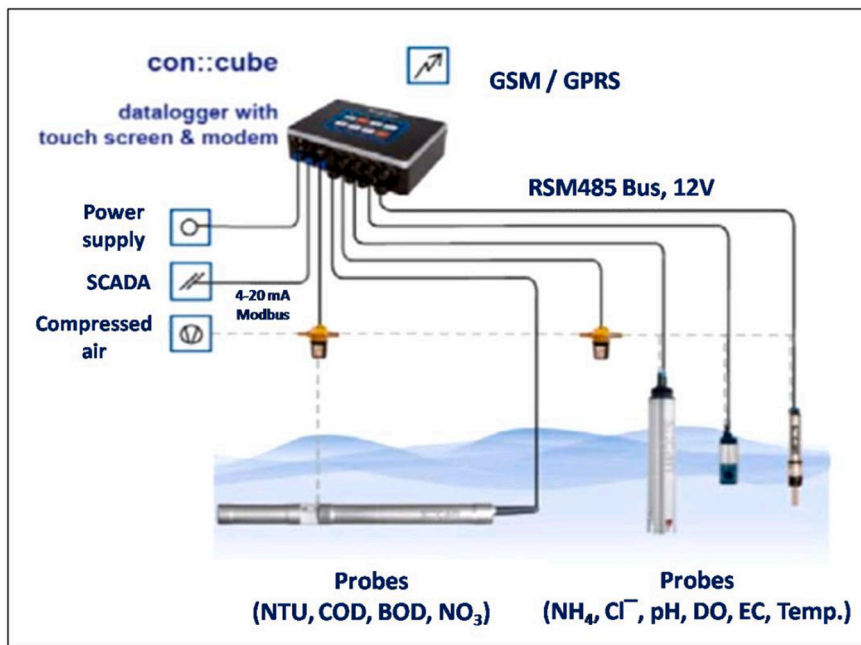 con::cube
GSM / GPRS
datalogger with
touch screen & modem
RSM485 Bus, 12V
Power
supply
SCADA
4-20 mA
Modbus
Compressed
air
Probes
(NTU, COD, BOD, NO₃)
Probes
(NH₄, Cl⁻, pH, DO, EC, Temp.)